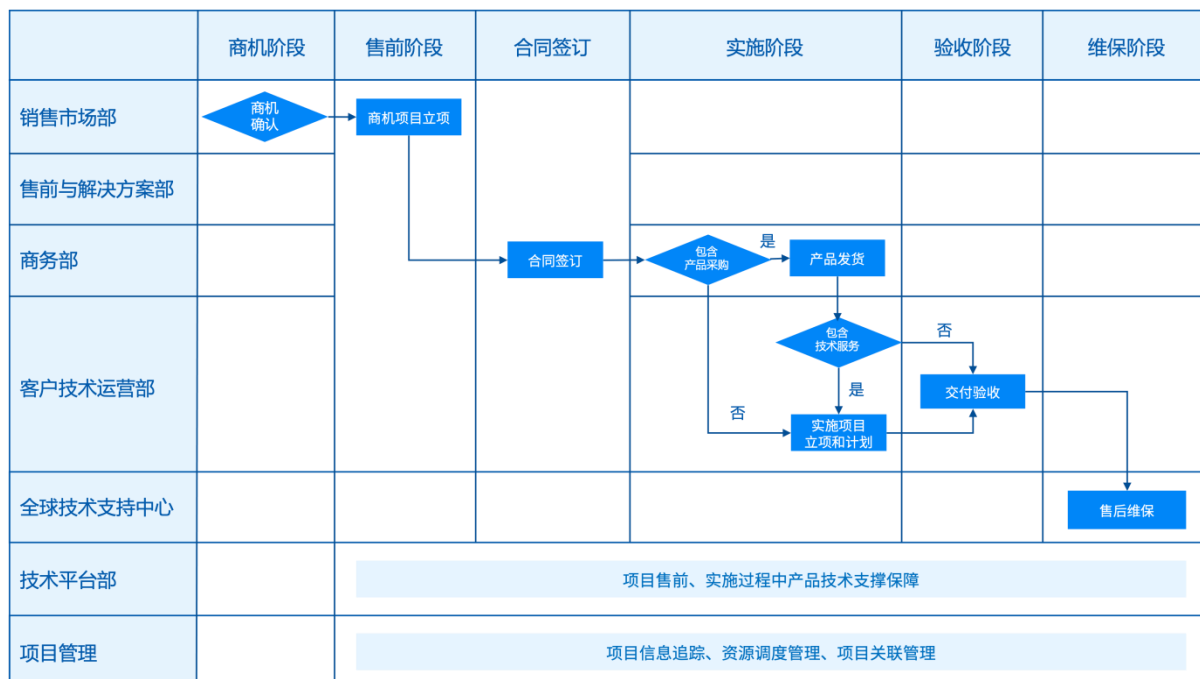 商机阶段
售前阶段
合同签订
实施阶段
验收阶段
维保阶段
销售市场部
商机
确认
商机项目立项
售前与解决方案部
商务部
合同签订
包含
产品采购
是
产品发货
客户技术运营部
包含
技术服务
否
是
交付验收
否
实施项目
立项和计划
全球技术支持中心
售后维保
技术平台部
项目售前、实施过程中产品技术支撑保障
项目管理
项目信息追踪、资源调度管理、项目关联管理